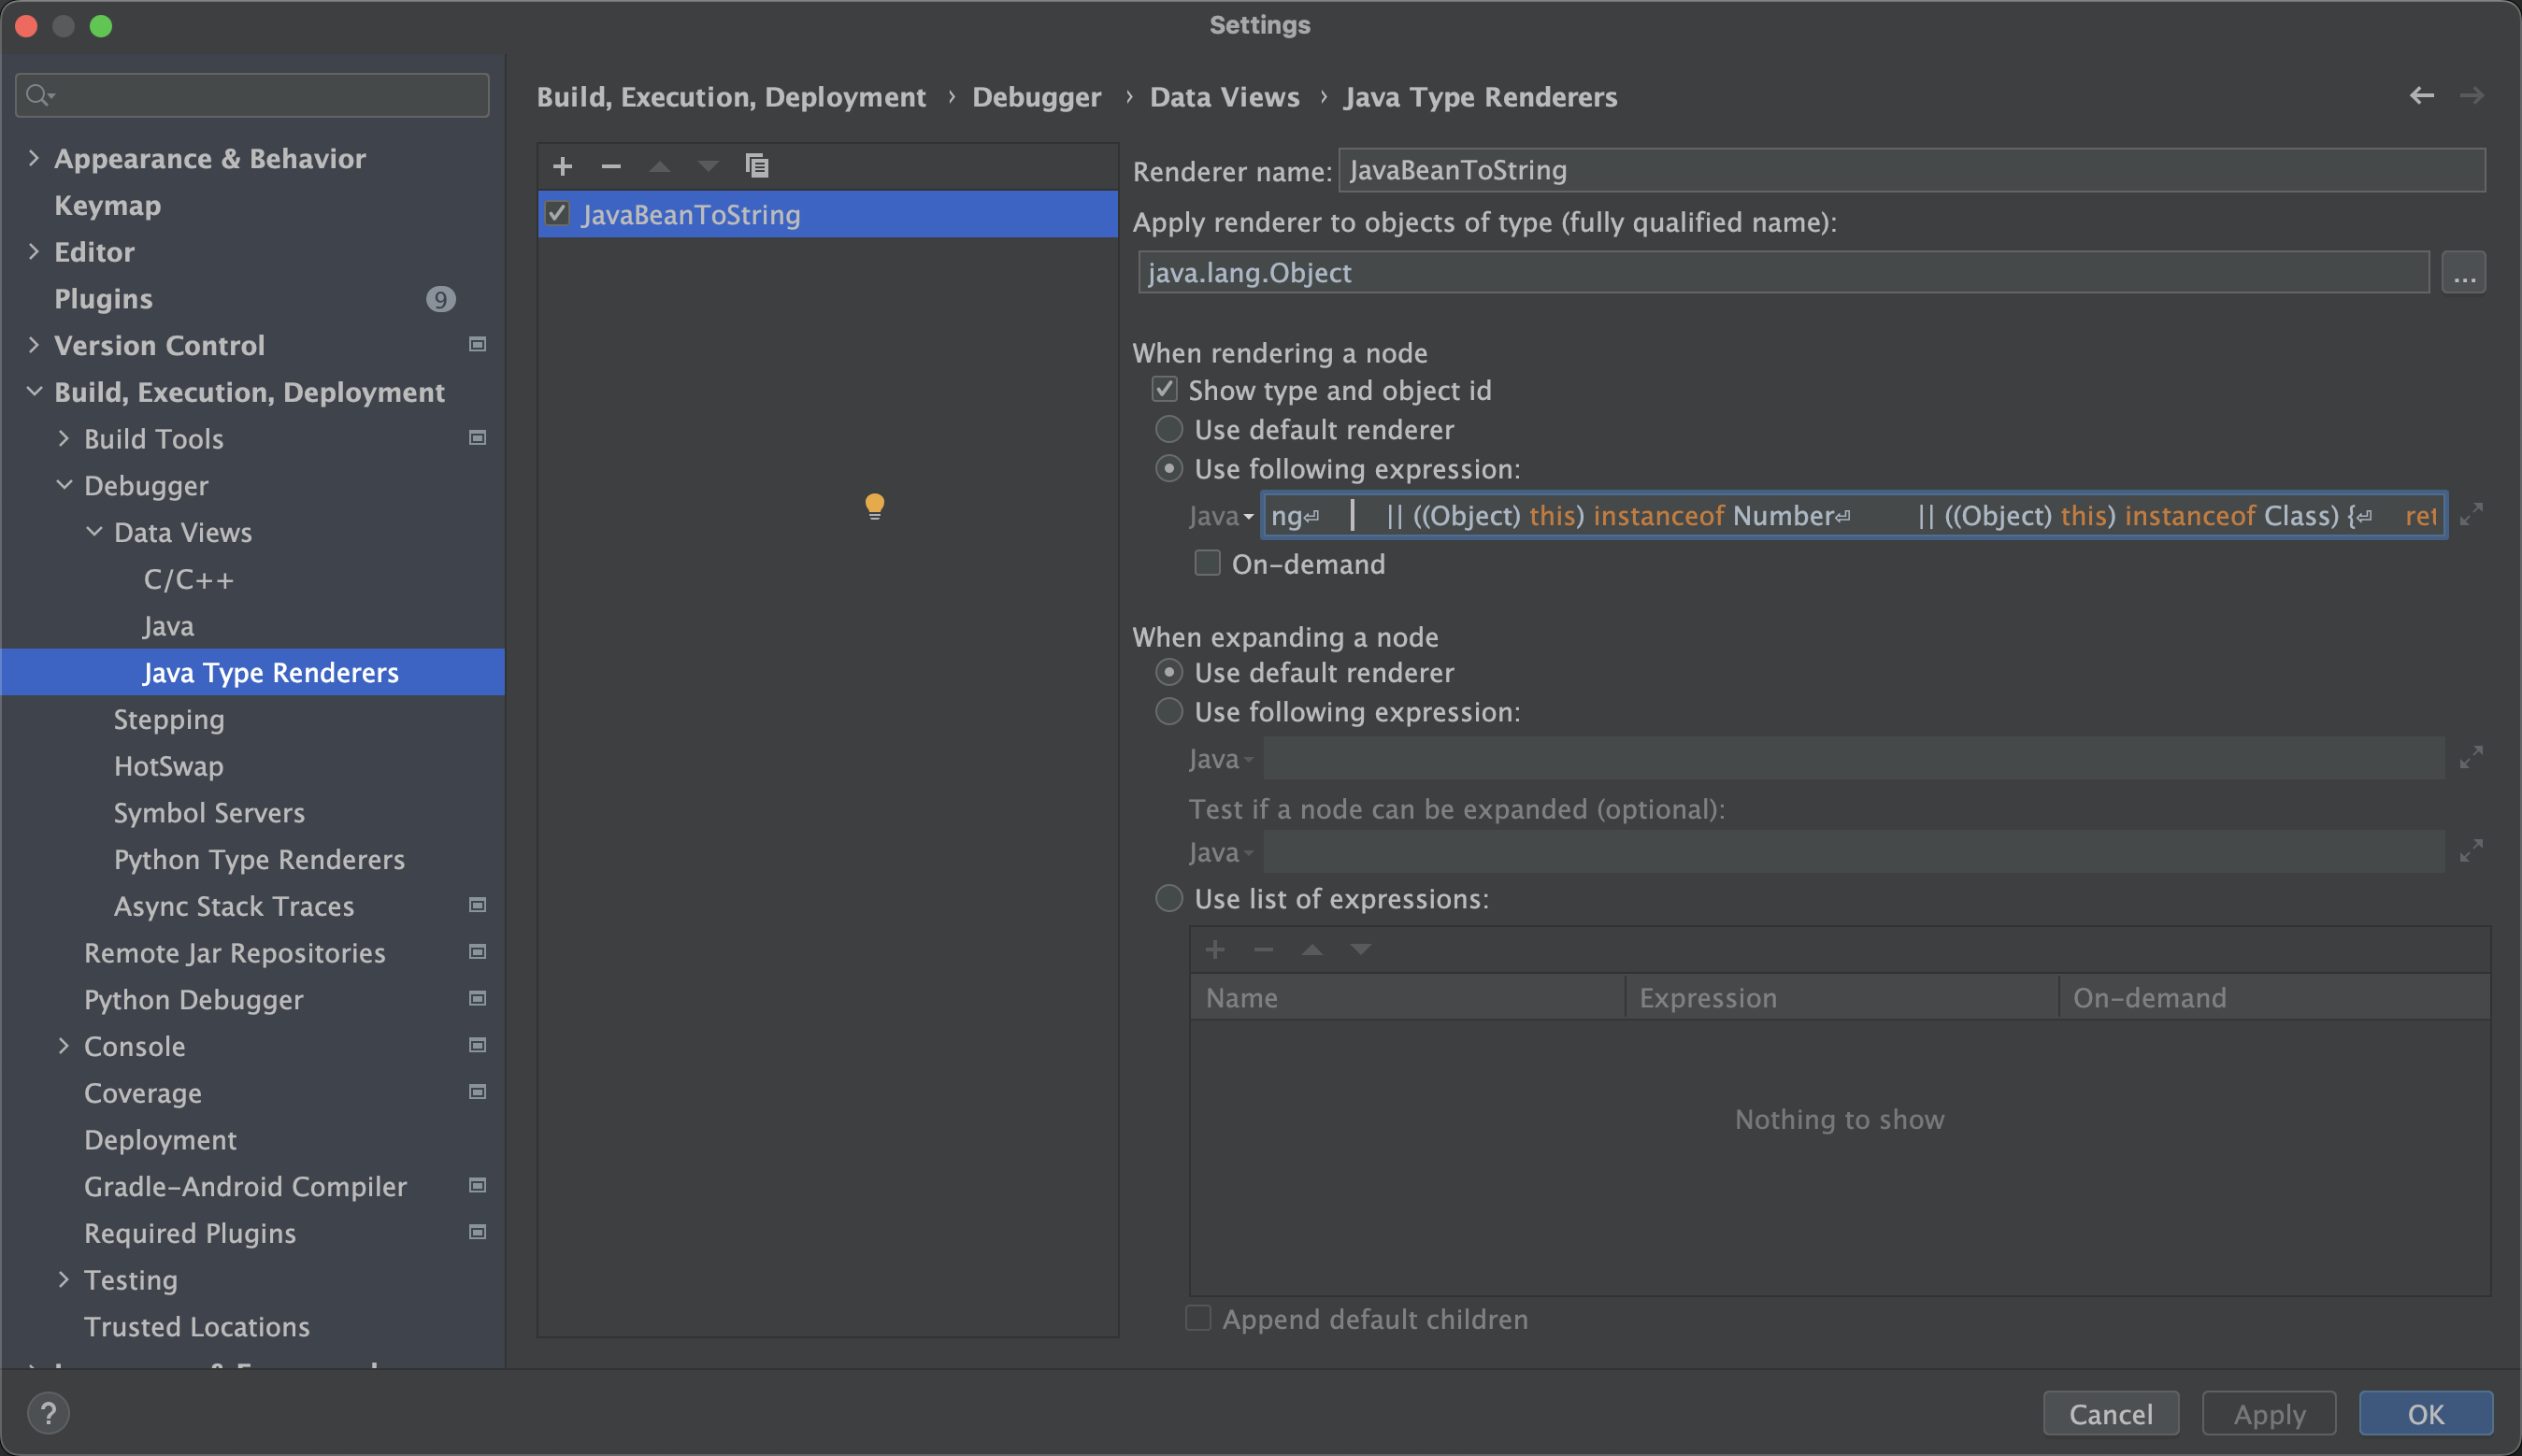 Settings
Build, Execution, Deployment › Debugger › Data Views › Java Type Renderers
Appearance & Behavior
Keymap
Editor
Plugins 9
Version Control
Build, Execution, Deployment
Build Tools
Debugger
Data Views
C/C++
Java
Java Type Renderers
Stepping
HotSwap
Symbol Servers
Python Type Renderers
Async Stack Traces
Remote Jar Repositories
Python Debugger
Console
Coverage
Deployment
Gradle-Android Compiler
Required Plugins
Testing
Trusted Locations
JavaBeanToString
Renderer name: JavaBeanToString
Apply renderer to objects of type (fully qualified name):
java.lang.Object
...
When rendering a node
Show type and object id
Use default renderer
Use following expression:
Java ng⏎ || ((Object) this) instanceof Number⏎ || ((Object) this) instanceof Class) {⏎ ret
On-demand
When expanding a node
Use default renderer
Use following expression:
Java
Test if a node can be expanded (optional):
Java
Use list of expressions:
Name Expression On-demand
Nothing to show
Append default children
? Cancel Apply OK